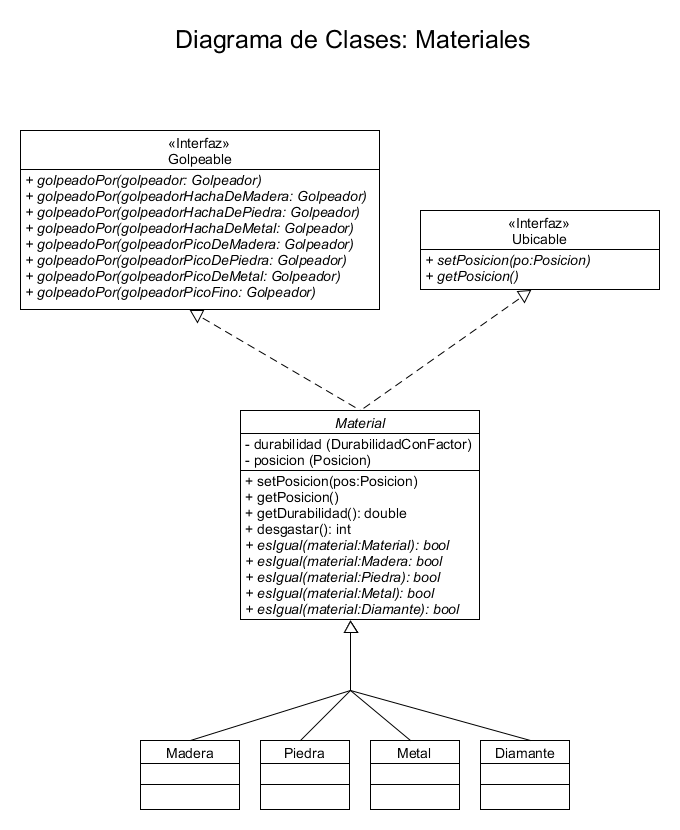 Diagrama de Clases: Materiales
«Interfaz»
Golpeable
+ golpeadoPor(golpeador: Golpeador)
+ golpeadoPor(golpeadorHachaDeMadera: Golpeador)
+ golpeadoPor(golpeadorHachaDePiedra: Golpeador)
+ golpeadoPor(golpeadorHachaDeMetal: Golpeador)
+ golpeadoPor(golpeadorPicoDeMadera: Golpeador)
+ golpeadoPor(golpeadorPicoDePiedra: Golpeador)
+ golpeadoPor(golpeadorPicoDeMetal: Golpeador)
+ golpeadoPor(golpeadorPicoFino: Golpeador)
«Interfaz»
Ubicable
+ setPosicion(po:Posicion)
+ getPosicion()
Material
- durabilidad (DurabilidadConFactor)
- posicion (Posicion)
+ setPosicion(pos:Posicion)
+ getPosicion()
+ getDurabilidad(): double
+ desgastar(): int
+ esIgual(material:Material): bool
+ esIgual(material:Madera: bool
+ esIgual(material:Piedra): bool
+ esIgual(material:Metal): bool
+ esIgual(material:Diamante): bool
Madera
Piedra
Metal
Diamante